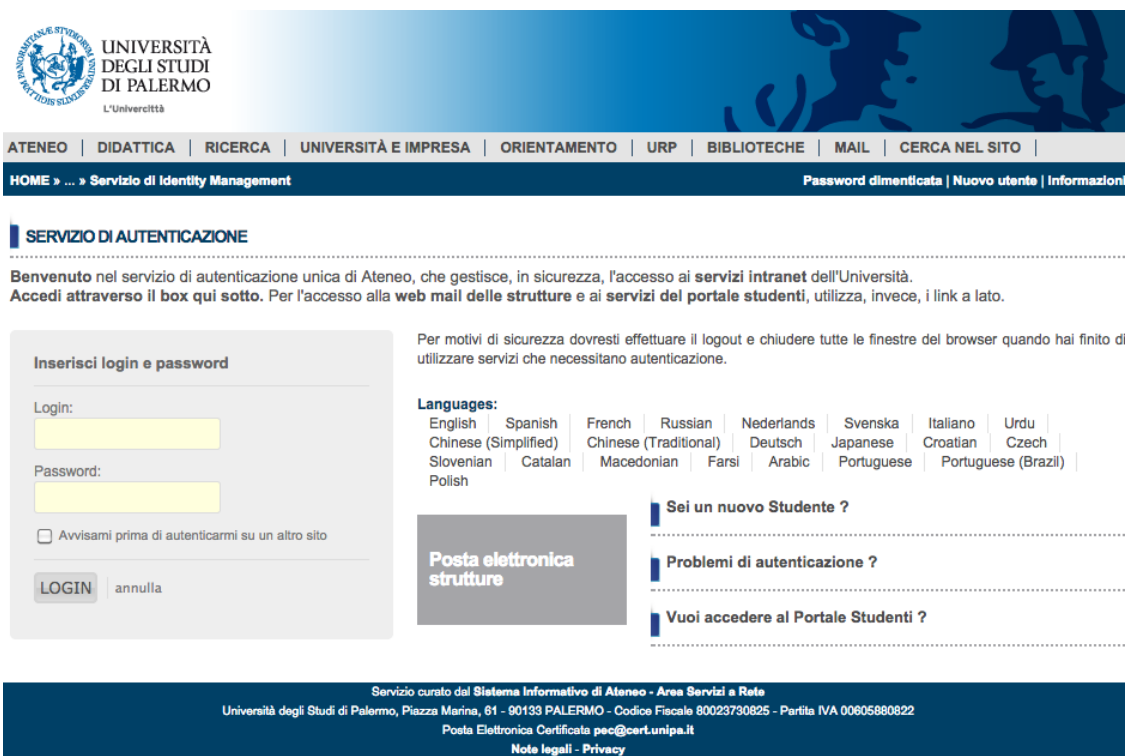 UNIVERSITÀ
DEGLI STUDI
DI PALERMO
L'Univercittà
ATENEO | DIDATTICA | RICERCA | UNIVERSITÀ E IMPRESA | ORIENTAMENTO | URP | BIBLIOTECHE | MAIL | CERCA NEL SITO |
HOME » ... » Servizio di Identity Management
Password dimenticata | Nuovo utente | Informazioni
SERVIZIO DI AUTENTICAZIONE
Benvenuto nel servizio di autenticazione unica di Ateneo, che gestisce, in sicurezza, l'accesso ai servizi intranet dell'Università.
Accedi attraverso il box qui sotto. Per l'accesso alla web mail delle strutture e ai servizi del portale studenti, utilizza, invece, i link a lato.
Inserisci login e password
Login:
Password:
Avvisami prima di autenticarmi su un altro sito
LOGIN | annulla
Per motivi di sicurezza dovresti effettuare il logout e chiudere tutte le finestre del browser quando hai finito di
utilizzare servizi che necessitano autenticazione.
Languages:
English | Spanish | French | Russian | Nederlands | Svenska | Italiano | Urdu |
Chinese (Simplified) | Chinese (Traditional) | Deutsch | Japanese | Croatian | Czech |
Slovenian | Catalan | Macedonian | Farsi | Arabic | Portuguese | Portuguese (Brazil) |
Polish
Posta elettronica
strutture
Sei un nuovo Studente ?
Problemi di autenticazione ?
Vuoi accedere al Portale Studenti ?
Servizio curato dal Sistema Informativo di Ateneo - Area Servizi a Rete
Università degli Studi di Palermo, Piazza Marina, 61 - 90133 PALERMO - Codice Fiscale 80023730825 - Partita IVA 00605880822
Posta Elettronica Certificata pec@cert.unipa.it
Note legali - Privacy